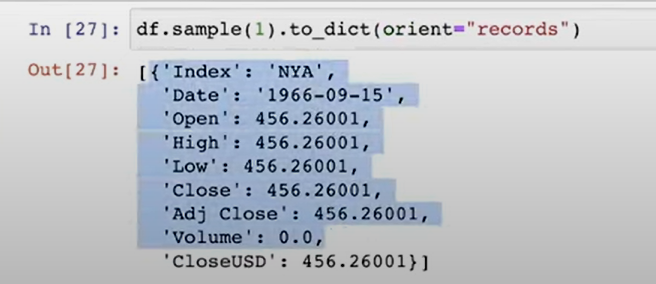 In [27]: df.sample(1).to_dict(orient="records")
Out[27]: [{'Index': 'NYA',
'Date': '1966-09-15',
'Open': 456.26001,
'High': 456.26001,
'Low': 456.26001,
'Close': 456.26001,
'Adj Close': 456.26001,
'Volume': 0.0,
'CloseUSD': 456.26001}]